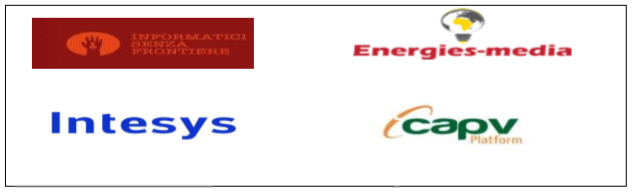 INFORMATICI
SENZA
FRONTIERE
Energies-media
Intesys
icapv
Platform